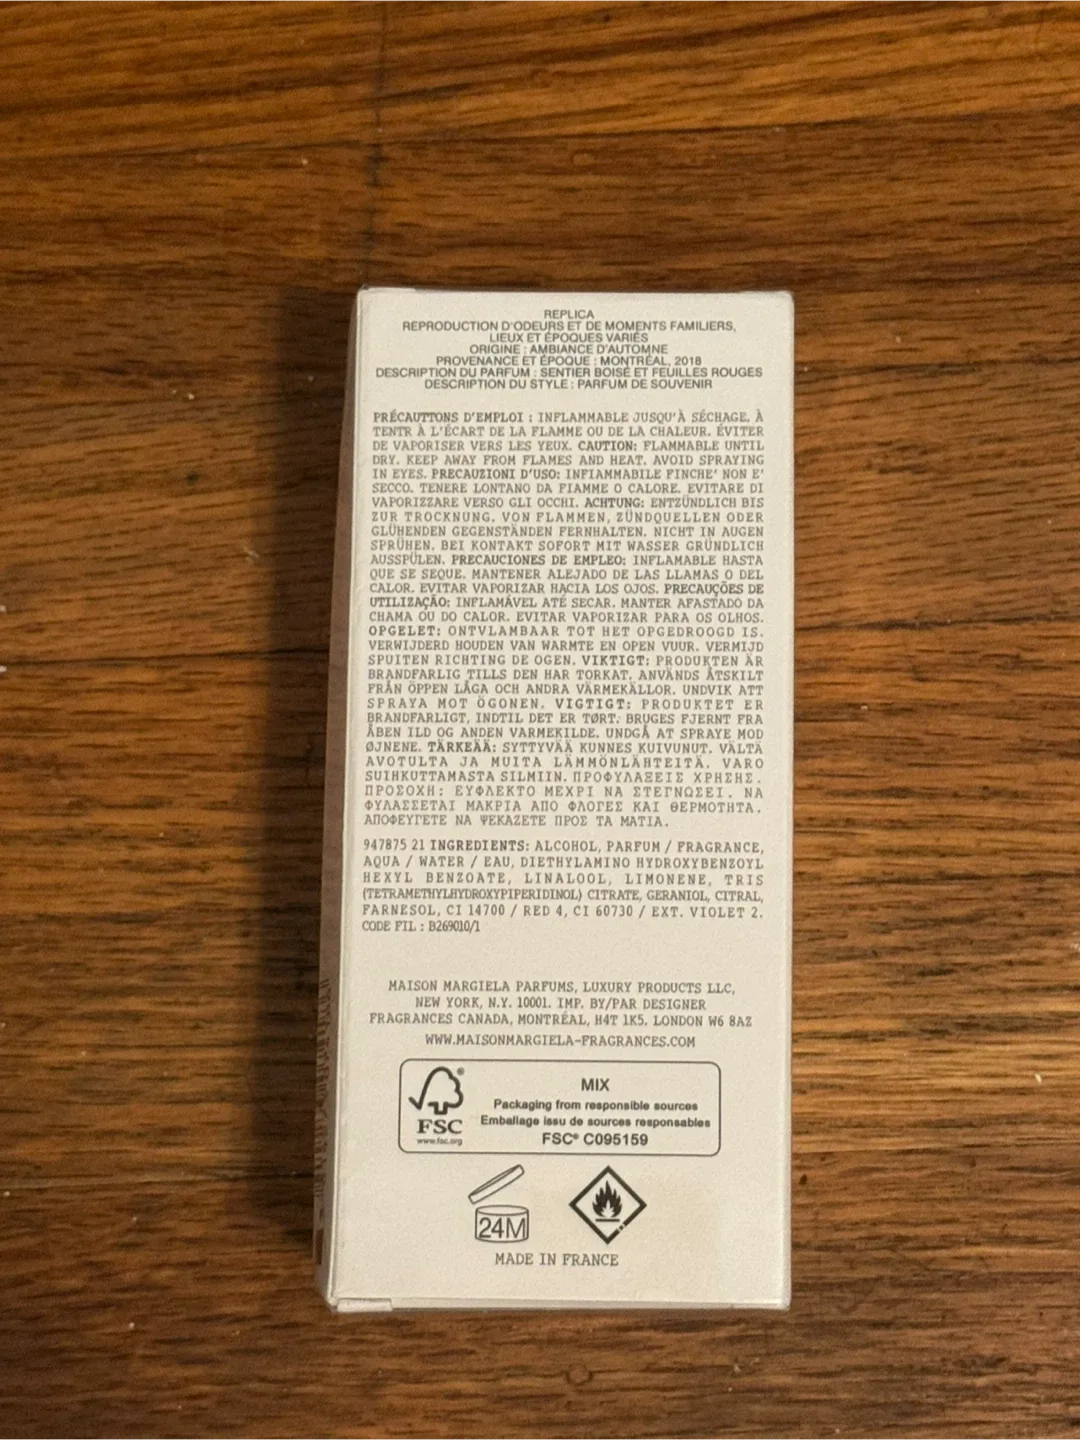 REPLICA
REPRODUCTION D'ODEURS ET DE MOMENTS FAMILIERS,
LIEUX ET ÉPOQUES VARIÉS
ORIGINE : AMBIANCE D'AUTOMNE
PROVENANCE ET ÉPOQUE : MONTRÉAL, 2018
DESCRIPTION DU PARFUM : SENTIER BOISÉ ET FEUILLES ROUGES
DESCRIPTION DU STYLE : PARFUM DE SOUVENIR
PRÉCAUTTONS D'EMPLOI : INFLAMMABLE JUSQU'À SÉCHAGE. À
TENTR À L'ÉCART DE LA FLAMME OU DE LA CHALEUR. ÉVITER
DE VAPORISER VERS LES YEUX. CAUTION: FLAMMABLE UNTIL
DRY. KEEP AWAY FROM FLAMES AND HEAT. AVOID SPRAYING
IN EYES. PRECAUZIONI D'USO: INFIAMMABILE FINCHE' NON E'
SECCO. TENERE LONTANO DA FIAMME O CALORE. EVITARE DI
VAPORIZZARE VERSO GLI OCCHI. ACHTUNG: ENTZÜNDLICH BIS
ZUR TROCKNUNG. VON FLAMMEN, ZÜNDQUELLEN ODER
GLÜHENDEN GEGENSTÄNDEN FERNHALTEN. NICHT IN AUGEN
SPRÜHEN. BEI KONTAKT SOFORT MIT WASSER GRÜNDLICH
AUSSPÜLEN. PRECAUCIONES DE EMPLEO: INFLAMABLE HASTA
QUE SE SEQUE. MANTENER ALEJADO DE LAS LLAMAS O DEL
CALOR. EVITAR VAPORIZAR HACIA LOS OJOS. PRECAUÇÕES DE
UTILIZAÇÃO: INFLAMÁVEL ATÉ SECAR. MANTER AFASTADO DA
CHAMA OU DO CALOR. EVITAR VAPORIZAR PARA OS OLHOS.
OPGELET: ONTVLAMBAAR TOT HET OPGEDROOGD IS.
VERWIJDERD HOUDEN VAN WARMTE EN OPEN VUUR. VERMIJD
SPUITEN RICHTING DE OGEN. VIKTIGT: PRODUKTEN ÄR
BRANDFARLIG TILLS DEN HAR TORKAT. ANVÄNDS ÅTSKILT
FRÅN ÖPPEN LÅGA OCH ANDRA VÄRMEKÄLLOR. UNDVIK ATT
SPRAYA MOT ÖGONEN. VIGTIGT: PRODUKTET ER
BRANDFARLIGT, INDTIL DET ER TØRT. BRUGES FJERNT FRA
ÅBEN ILD OG ANDEN VARMEKILDE. UNDGÅ AT SPRAYE MOD
ØJNENE. TÄRKEÄÄ: SYTTYVÄÄ KUNNES KUIVUNUT. VÄLTÄ
AVOTULTA JA MUITA LÄMMÖNLÄHTEITÄ. VARO
SUIHKUTTAMASTA SILMIIN. ΠΡΟΦΥΛΑΞΕΙΣ ΧΡΗΣΗΣ.
ΠΡΟΣΟΧΗ: ΕΥΦΛΕΚΤΟ ΜΕΧΡΙ ΝΑ ΣΤΕΓΝΩΣΕΙ. ΝΑ
ΦΥΛΑΣΣΕΤΑΙ ΜΑΚΡΙΑ ΑΠΟ ΦΛΟΓΕΣ ΚΑΙ ΘΕΡΜΟΤΗΤΑ.
ΑΠΟΦΕΥΓΕΤΕ ΝΑ ΨΕΚΑΖΕΤΕ ΠΡΟΣ ΤΑ ΜΑΤΙΑ.
947875 21 INGREDIENTS: ALCOHOL, PARFUM / FRAGRANCE,
AQUA / WATER / EAU, DIETHYLAMINO HYDROXYBENZOYL
HEXYL BENZOATE, LINALOOL, LIMONENE, TRIS
(TETRAMETHYLHYDROXYPIPERIDINOL) CITRATE, GERANIOL, CITRAL,
FARNESOL, CI 14700 / RED 4, CI 60730 / EXT. VIOLET 2.
CODE FIL : B269010/1
MAISON MARGIELA PARFUMS, LUXURY PRODUCTS LLC,
NEW YORK, N.Y. 10001. IMP. BY/PAR DESIGNER
FRAGRANCES CANADA, MONTRÉAL, H4T 1K5. LONDON W6 8AZ
WWW.MAISONMARGIELA-FRAGRANCES.COM
FSC®
www.fsc.org
MIX
Packaging from responsible sources
Emballage issu de sources responsables
FSC® C095159
24M
MADE IN FRANCE